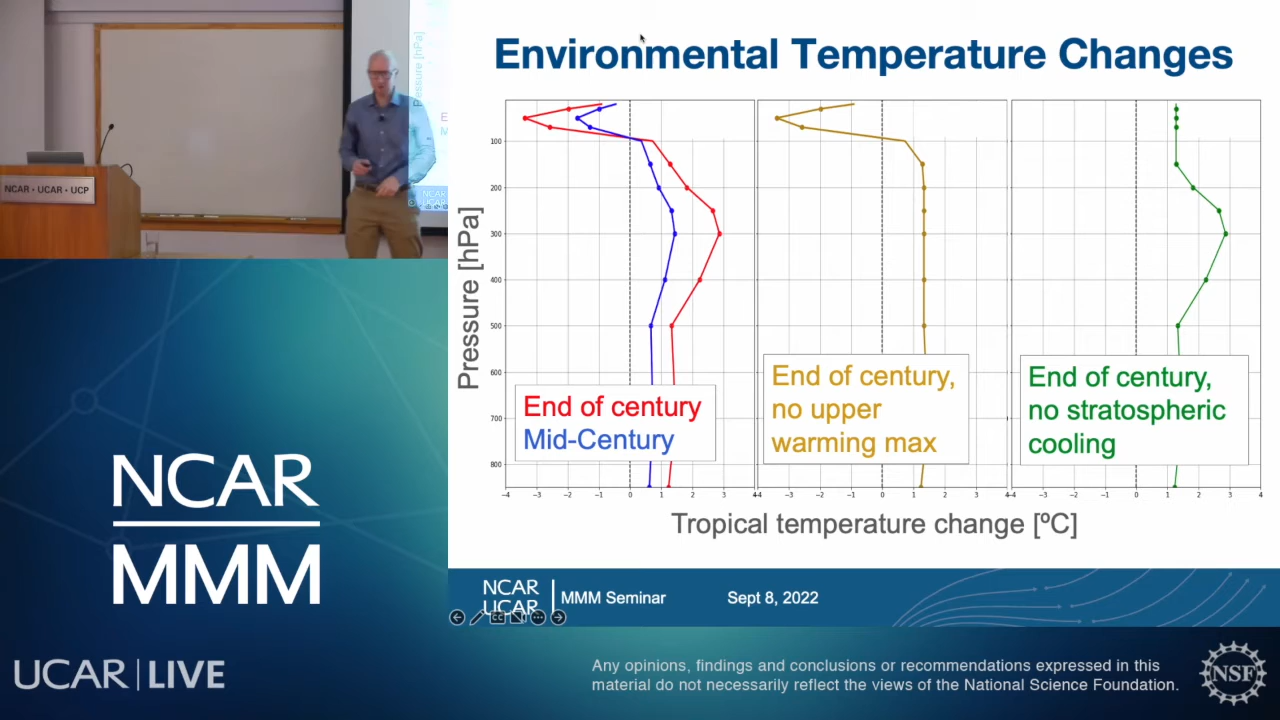 Pressure [hPa]
NCAR • UCAR • UCP
NCAR
UCAR
NCAR
MMM
UCAR LIVE
Environmental Temperature Changes
Pressure [hPa]
100
200
300
400
500
600
700
800
End of century
Mid-Century
End of century,
no upper
warming max
End of century,
no stratospheric
cooling
−4 −3 −2 −1 0 1 2 3 4
−4 −3 −2 −1 0 1 2 3 4
−4 −3 −2 −1 0 1 2 3 4
Tropical temperature change [ºC]
NCAR
UCAR
MMM Seminar
Sept 8, 2022
CC
Any opinions, findings and conclusions or recommendations expressed in this
material do not necessarily reflect the views of the National Science Foundation.
NSF